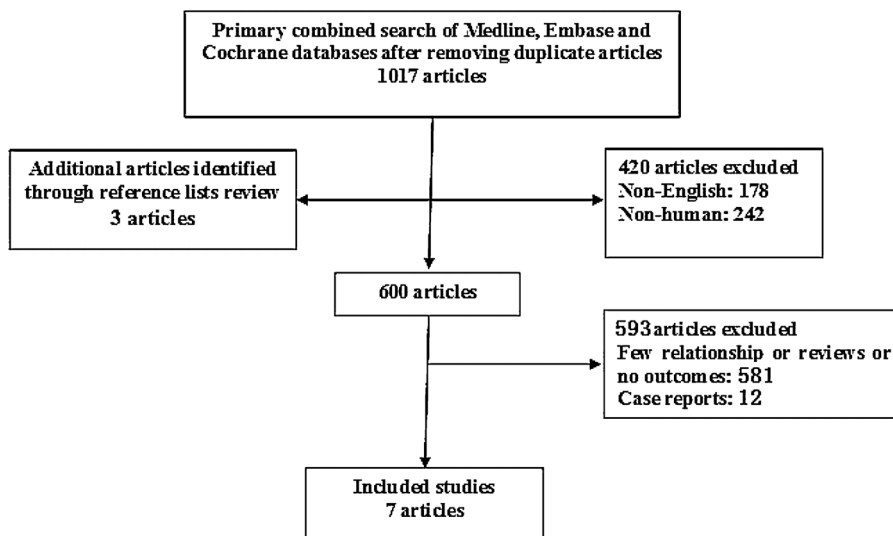 Primary combined search of Medline, Embase and
Cochrane databases after removing duplicate articles
1017 articles
Additional articles identified
through reference lists review
3 articles
420 articles excluded
Non-English: 178
Non-human: 242
600 articles
593 articles excluded
Few relationship or reviews or
no outcomes: 581
Case reports: 12
Included studies
7 articles